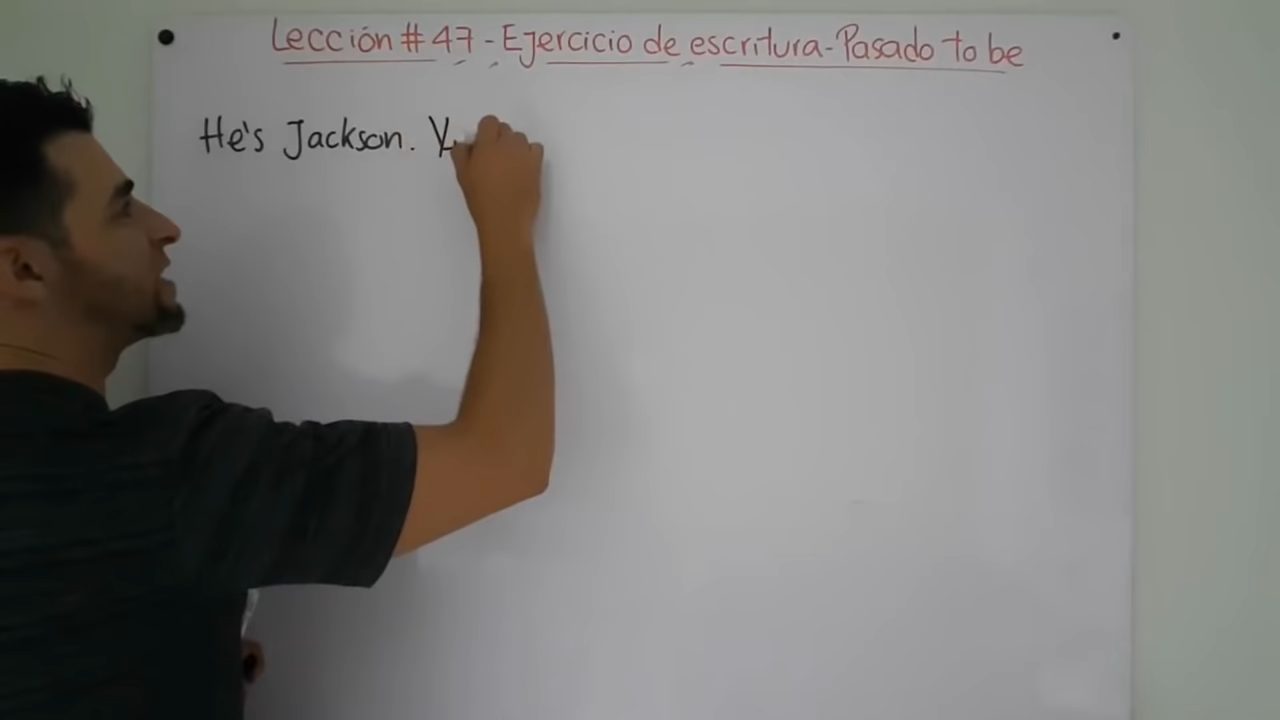 Lección # 47 - Ejercicio de escritura - Pasado to be
He's Jackson. Y